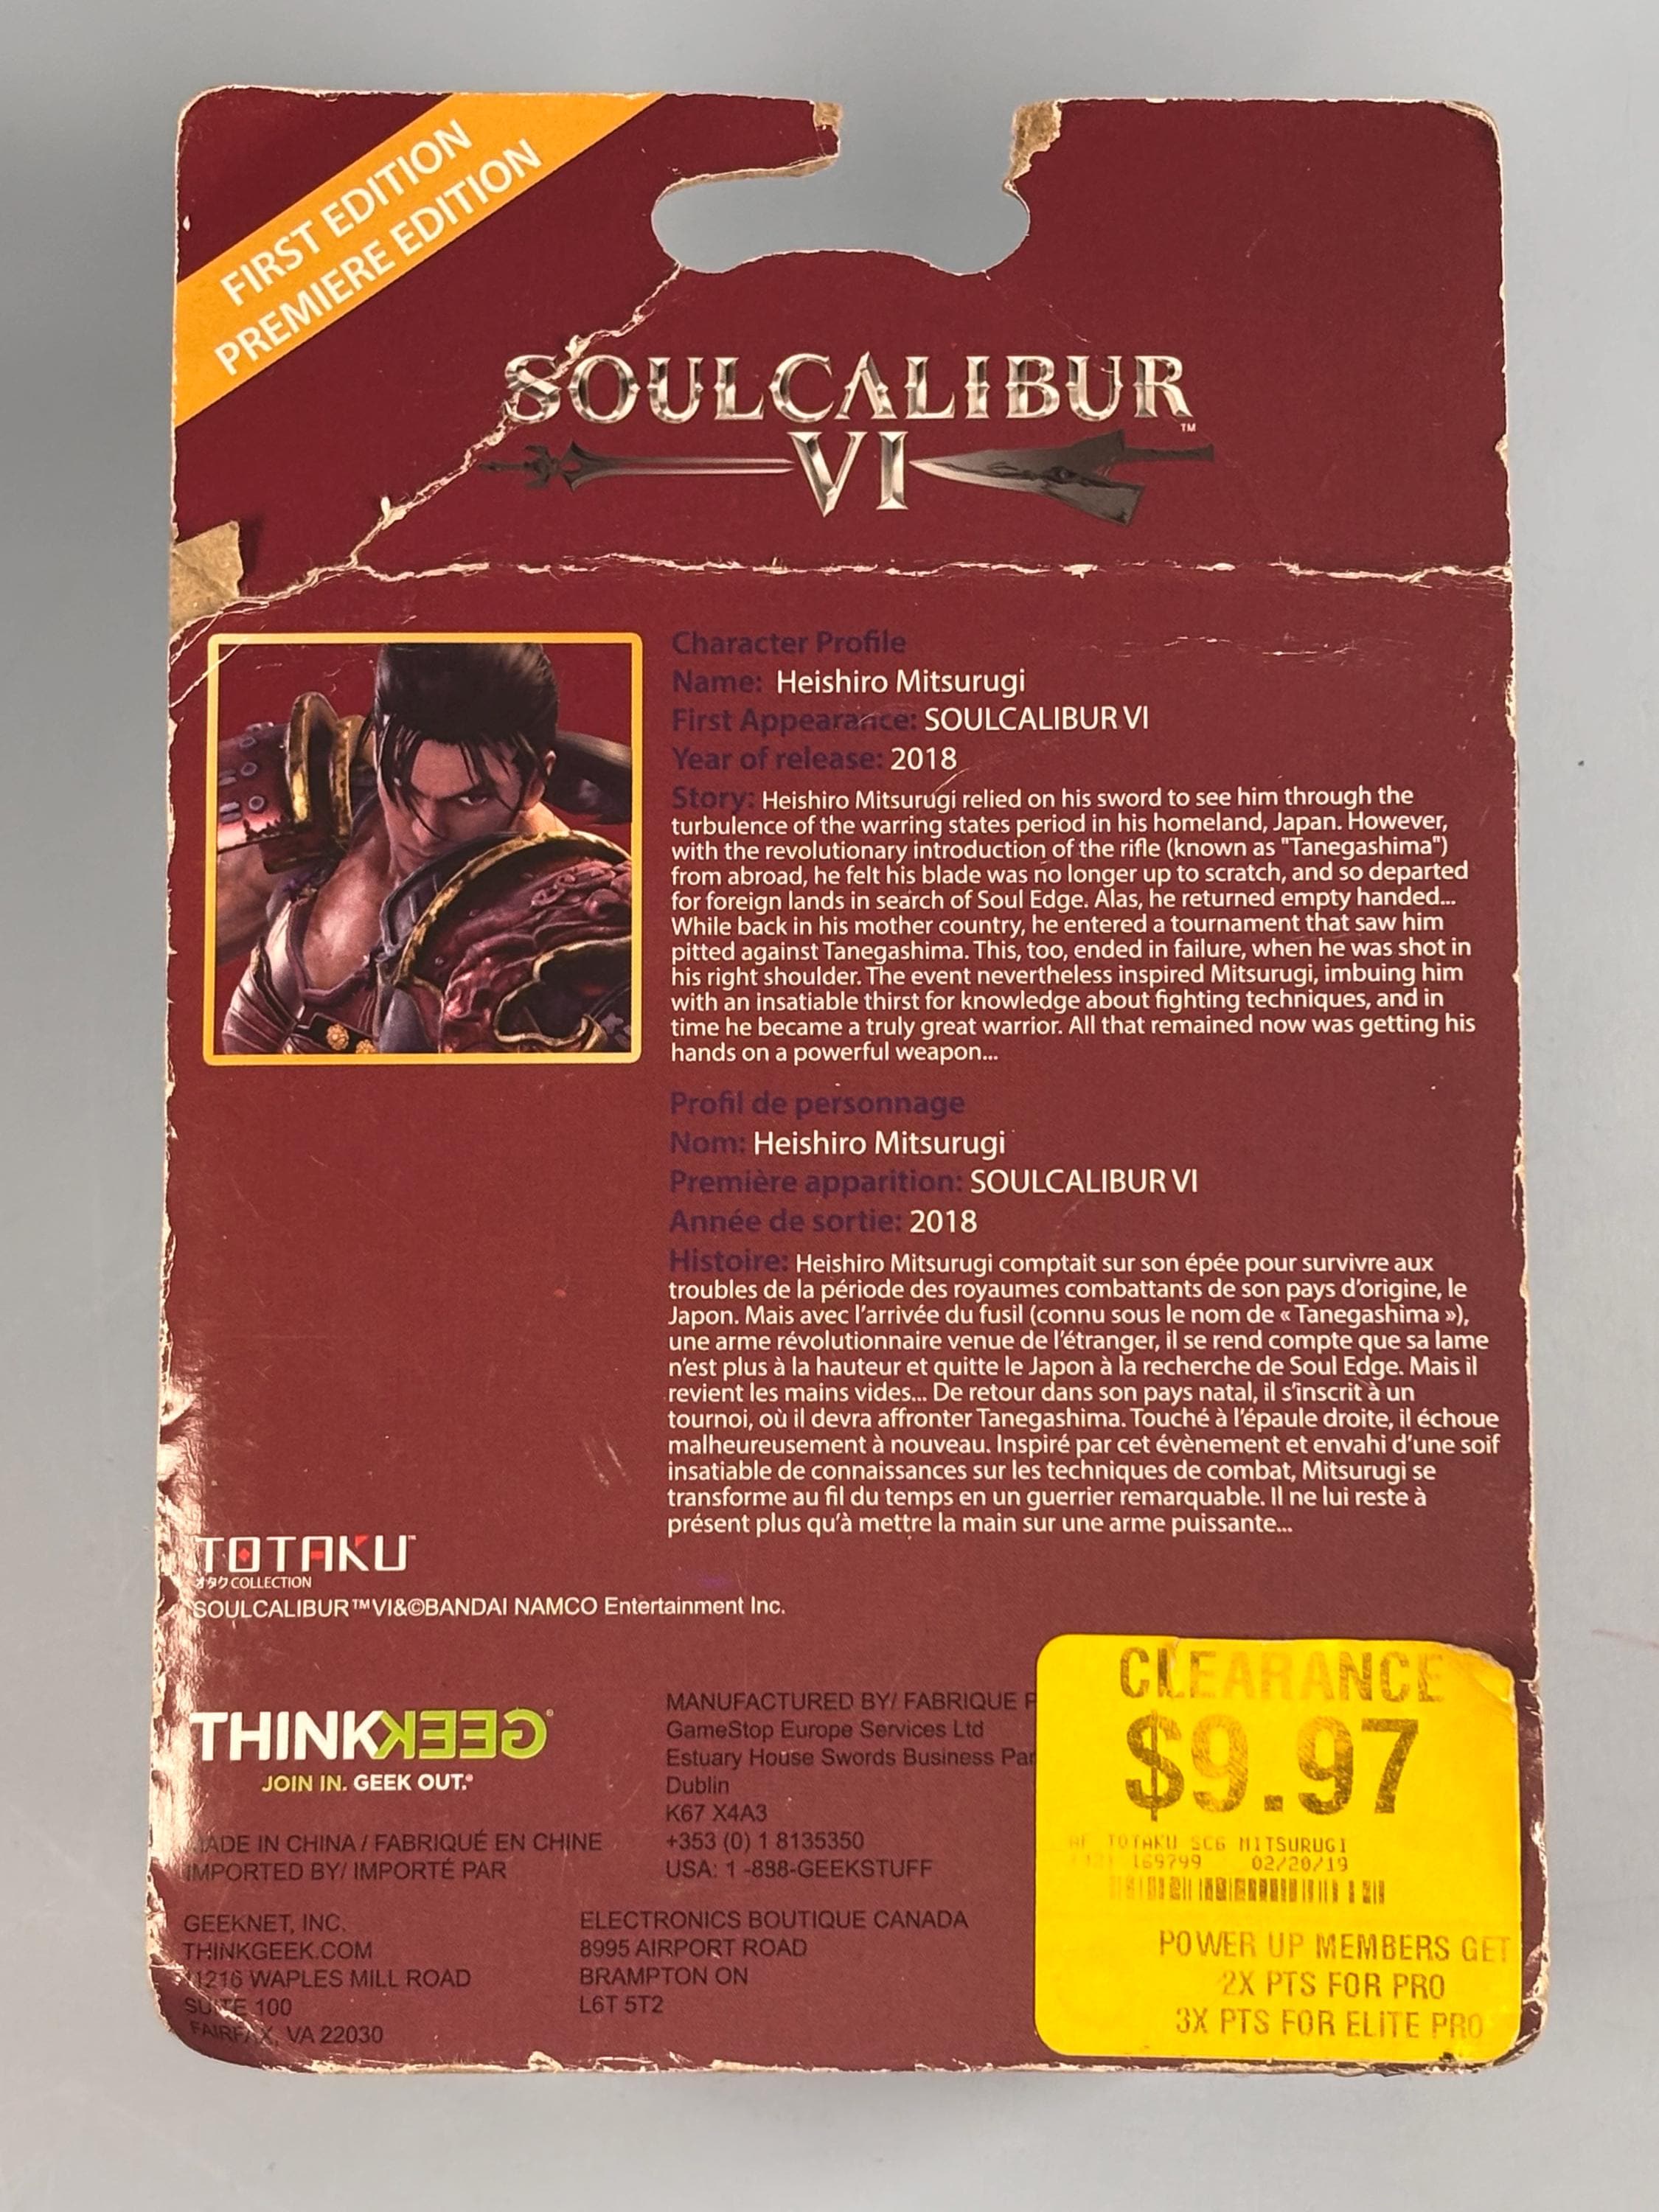 FIRST EDITION
PREMIERE EDITION
SOULCALIBUR
™
VI
Character Profile
Name: Heishiro Mitsurugi
First Appearance: SOULCALIBUR VI
Year of release: 2018
Story: Heishiro Mitsurugi relied on his sword to see him through the
turbulence of the warring states period in his homeland, Japan. However,
with the revolutionary introduction of the rifle (known as "Tanegashima")
from abroad, he felt his blade was no longer up to scratch, and so departed
for foreign lands in search of Soul Edge. Alas, he returned empty handed...
While back in his mother country, he entered a tournament that saw him
pitted against Tanegashima. This, too, ended in failure, when he was shot in
his right shoulder. The event nevertheless inspired Mitsurugi, imbuing him
with an insatiable thirst for knowledge about fighting techniques, and in
time he became a truly great warrior. All that remained now was getting his
hands on a powerful weapon...
Profil de personnage
Nom: Heishiro Mitsurugi
Première apparition: SOULCALIBUR VI
Année de sortie: 2018
Histoire: Heishiro Mitsurugi comptait sur son épée pour survivre aux
troubles de la période des royaumes combattants de son pays d'origine, le
Japon. Mais avec l'arrivée du fusil (connu sous le nom de « Tanegashima »),
une arme révolutionnaire venue de l'étranger, il se rend compte que sa lame
n'est plus à la hauteur et quitte le Japon à la recherche de Soul Edge. Mais il
revient les mains vides... De retour dans son pays natal, il s'inscrit à un
tournoi, où il devra affronter Tanegashima. Touché à l'épaule droite, il échoue
malheureusement à nouveau. Inspiré par cet évènement et envahi d'une soif
insatiable de connaissances sur les techniques de combat, Mitsurugi se
transforme au fil du temps en un guerrier remarquable. Il ne lui reste à
présent plus qu'à mettre la main sur une arme puissante...
TOTAKU™
オタク COLLECTION
SOULCALIBUR™VI&©BANDAI NAMCO Entertainment Inc.
THINKGEEK®
JOIN IN. GEEK OUT.®
MADE IN CHINA / FABRIQUÉ EN CHINE
IMPORTED BY/ IMPORTÉ PAR
GEEKNET, INC.
THINKGEEK.COM
11216 WAPLES MILL ROAD
SUITE 100
FAIRFAX, VA 22030
MANUFACTURED BY/ FABRIQUE P
GameStop Europe Services Ltd
Estuary House Swords Business Par
Dublin
K67 X4A3
+353 (0) 1 8135350
USA: 1 -888-GEEKSTUFF
ELECTRONICS BOUTIQUE CANADA
8995 AIRPORT ROAD
BRAMPTON ON
L6T 5T2
CLEARANCE
$9.97
AF TOTAKU SC6 MITSURUGI
169799 02/20/19
POWER UP MEMBERS GET
2X PTS FOR PRO
3X PTS FOR ELITE PRO